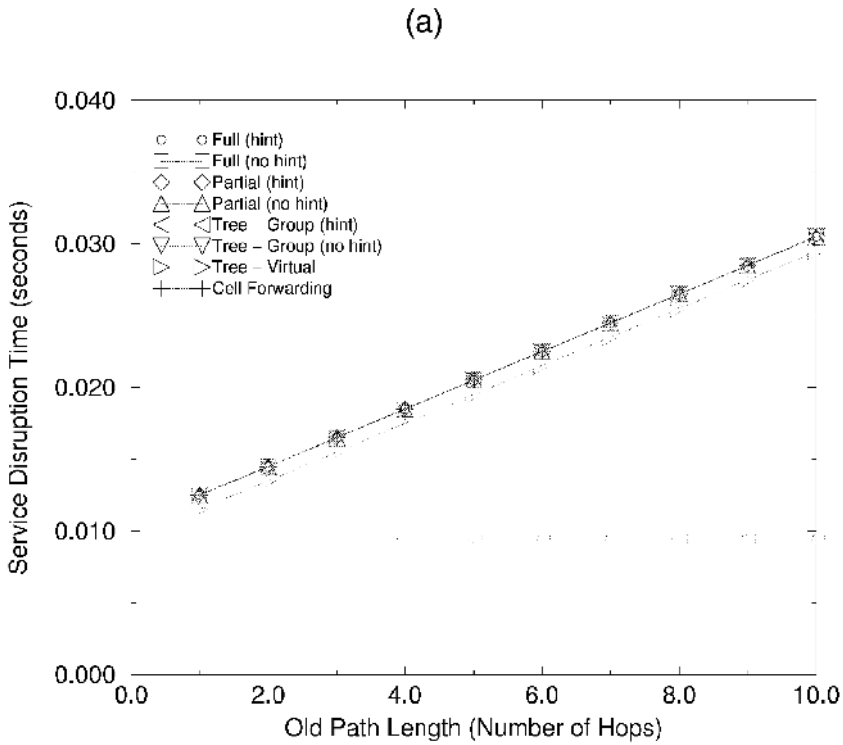 (a)
0.040
Full (hint)
Full (no hint)
Partial (hint)
Partial (no hint)
Tree – Group (hint)
Tree – Group (no hint)
Tree – Virtual
Cell Forwarding
0.030
0.020
0.010
0.000
Service Disruption Time (seconds)
0.0 2.0 4.0 6.0 8.0 10.0
Old Path Length (Number of Hops)